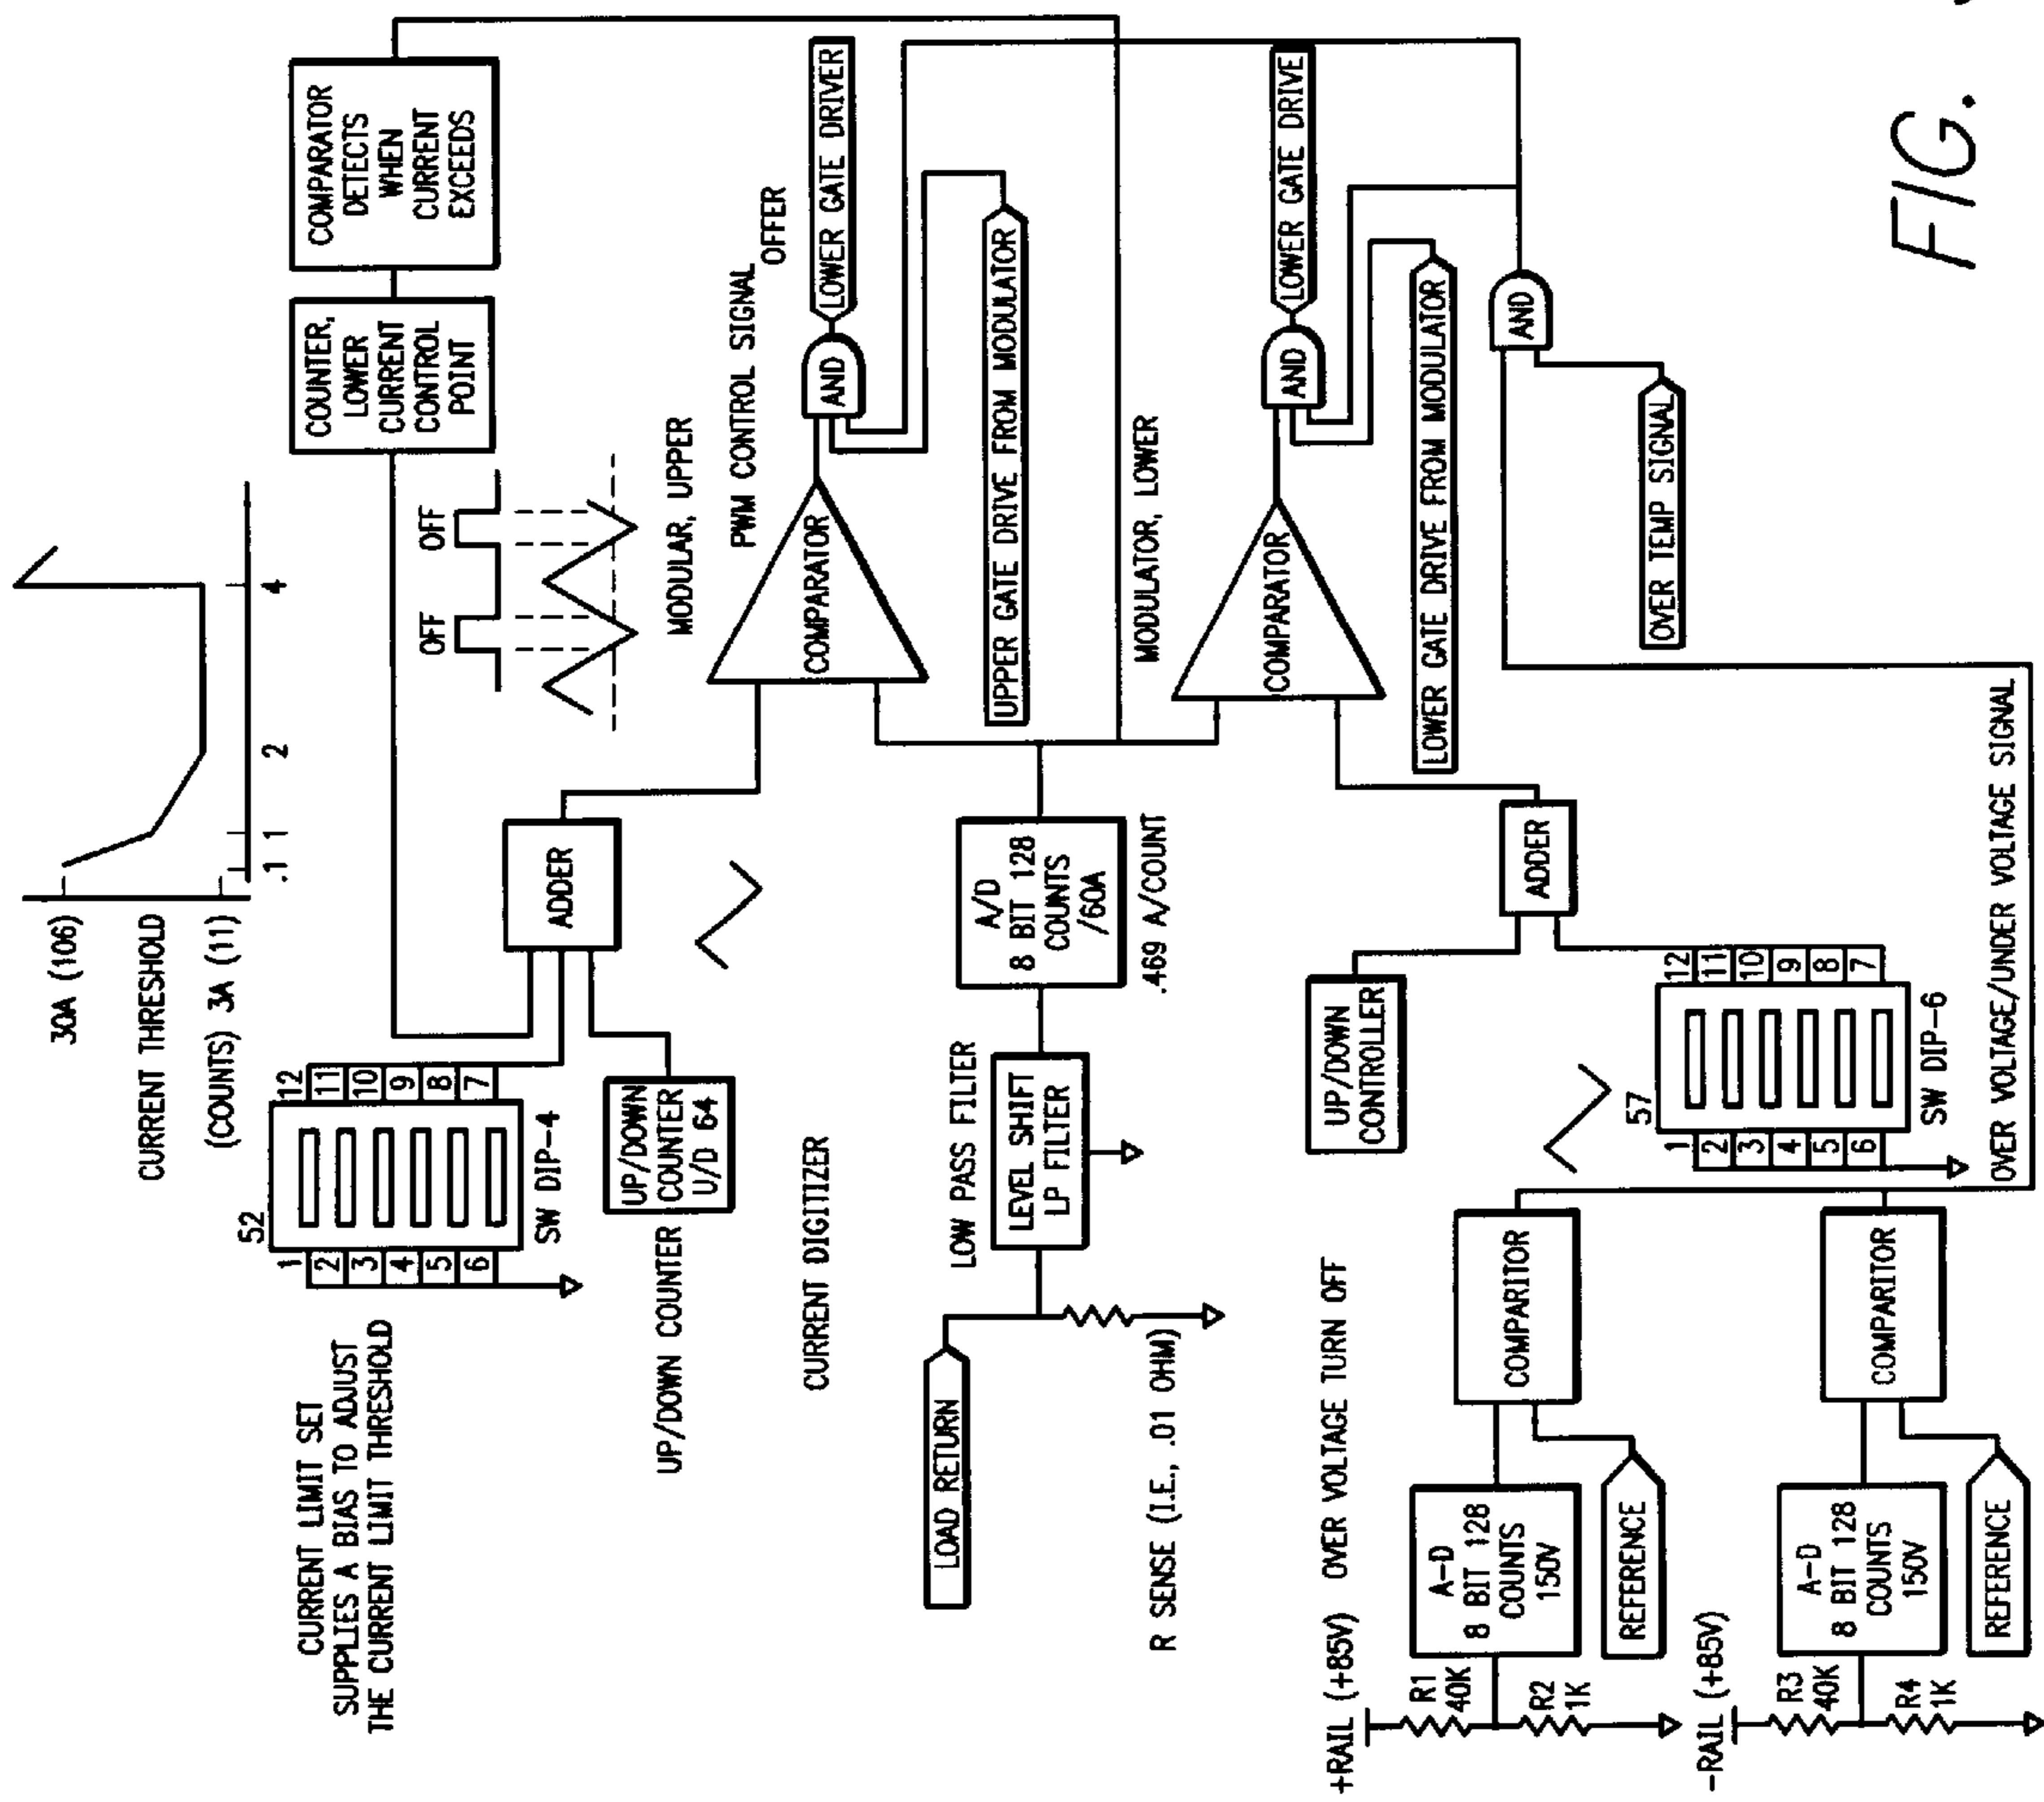 30A (106)
CURRENT THRESHOLD
(COUNTS) 3A (11)
.1
1
2
4
COUNTER,
LOWER
CURRENT
CONTROL
POINT
COMPARATOR
DETECTS
WHEN
CURRENT
EXCEEDS
CURRENT LIMIT SET
SUPPLIES A BIAS TO ADJUST
THE CURRENT LIMIT THRESHOLD
52
1
2
3
4
5
6
12
11
10
9
8
7
SW DIP-4
UP/DOWN
COUNTER
U/D 64
UP/DOWN COUNTER
ADDER
OFF
OFF
MODULAR, UPPER
PWM CONTROL SIGNAL
OFFER
COMPARATOR
AND
LOWER GATE DRIVER
UPPER GATE DRIVE FROM MODULATOR
CURRENT DIGITIZER
LOW PASS FILTER
LOAD RETURN
LEVEL SHIFT
LP FILTER
A/D
8 BIT 128
COUNTS
/60A
.469 A/COUNT
R SENSE (I.E., .01 OHM)
MODULATOR, LOWER
COMPARATOR
AND
LOWER GATE DRIVE
LOWER GATE DRIVE FROM MODULATOR
UP/DOWN
CONTROLLER
ADDER
AND
OVER TEMP SIGNAL
57
1
2
3
4
5
6
12
11
10
9
8
7
SW DIP-6
OVER VOLTAGE/UNDER VOLTAGE SIGNAL
+RAIL (+85V) OVER VOLTAGE TURN OFF
R1
40K
R2
1K
A-D
8 BIT 128
COUNTS
150V
REFERENCE
COMPARITOR
-RAIL (+85V)
R3
40K
R4
1K
A-D
8 BIT 128
COUNTS
150V
REFERENCE
COMPARITOR
FIG.